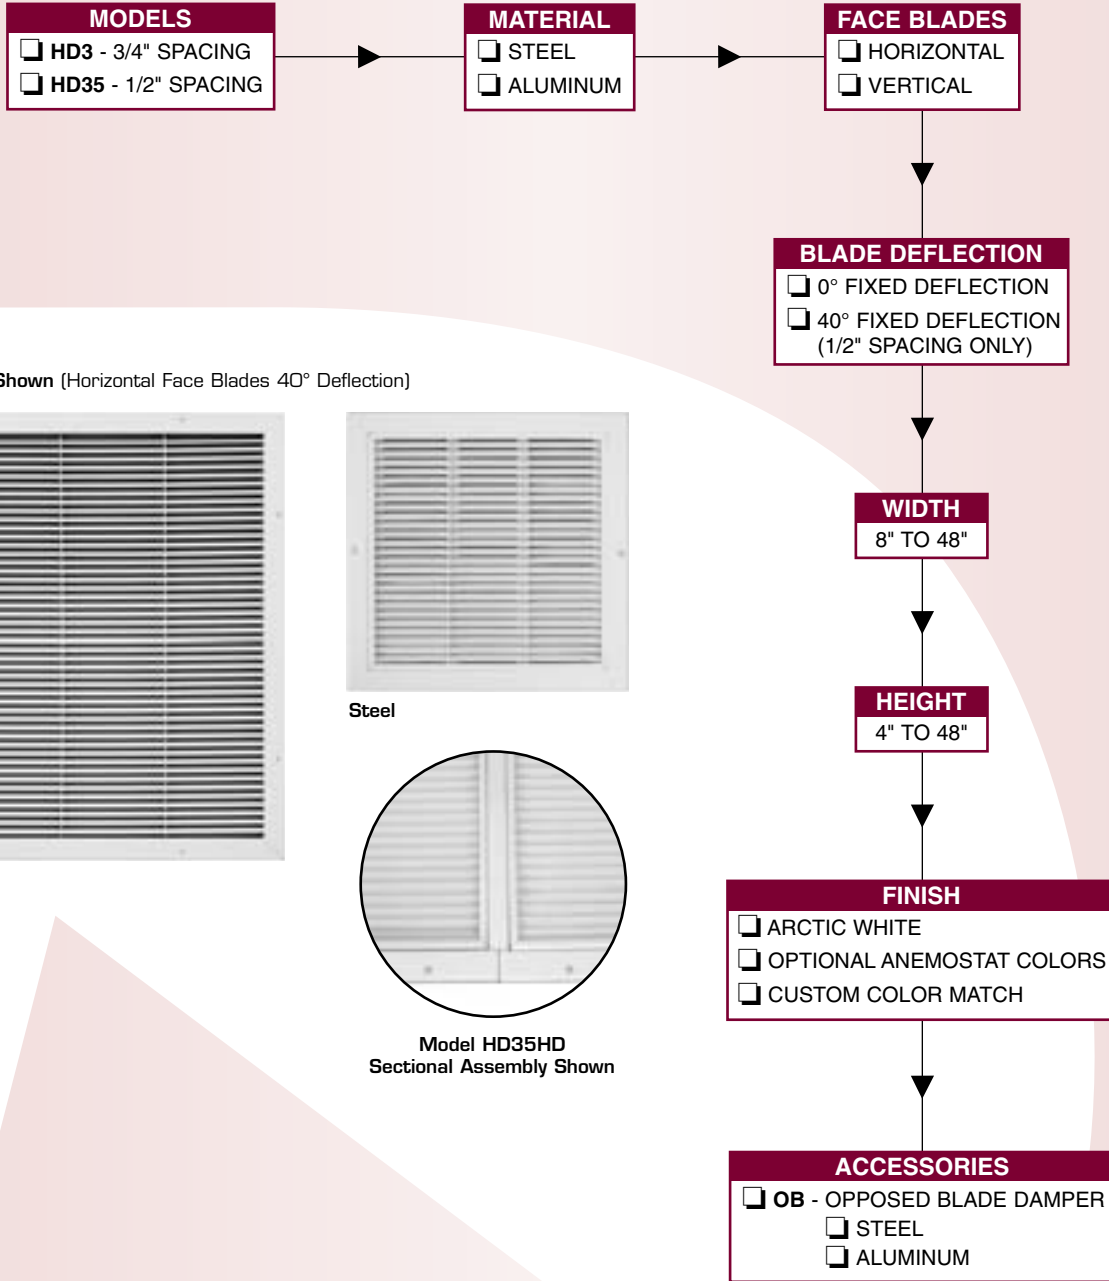 MODELS
❏ HD3 - 3/4" SPACING
❏ HD35 - 1/2" SPACING
MATERIAL
❏ STEEL
❏ ALUMINUM
FACE BLADES
❏ HORIZONTAL
❏ VERTICAL
BLADE DEFLECTION
❏ 0° FIXED DEFLECTION
❏ 40° FIXED DEFLECTION
(1/2" SPACING ONLY)
Shown (Horizontal Face Blades 40° Deflection)
WIDTH
8" TO 48"
Steel
HEIGHT
4" TO 48"
Model HD35HD
Sectional Assembly Shown
FINISH
❏ ARCTIC WHITE
❏ OPTIONAL ANEMOSTAT COLORS
❏ CUSTOM COLOR MATCH
ACCESSORIES
❏ OB - OPPOSED BLADE DAMPER
❏ STEEL
❏ ALUMINUM